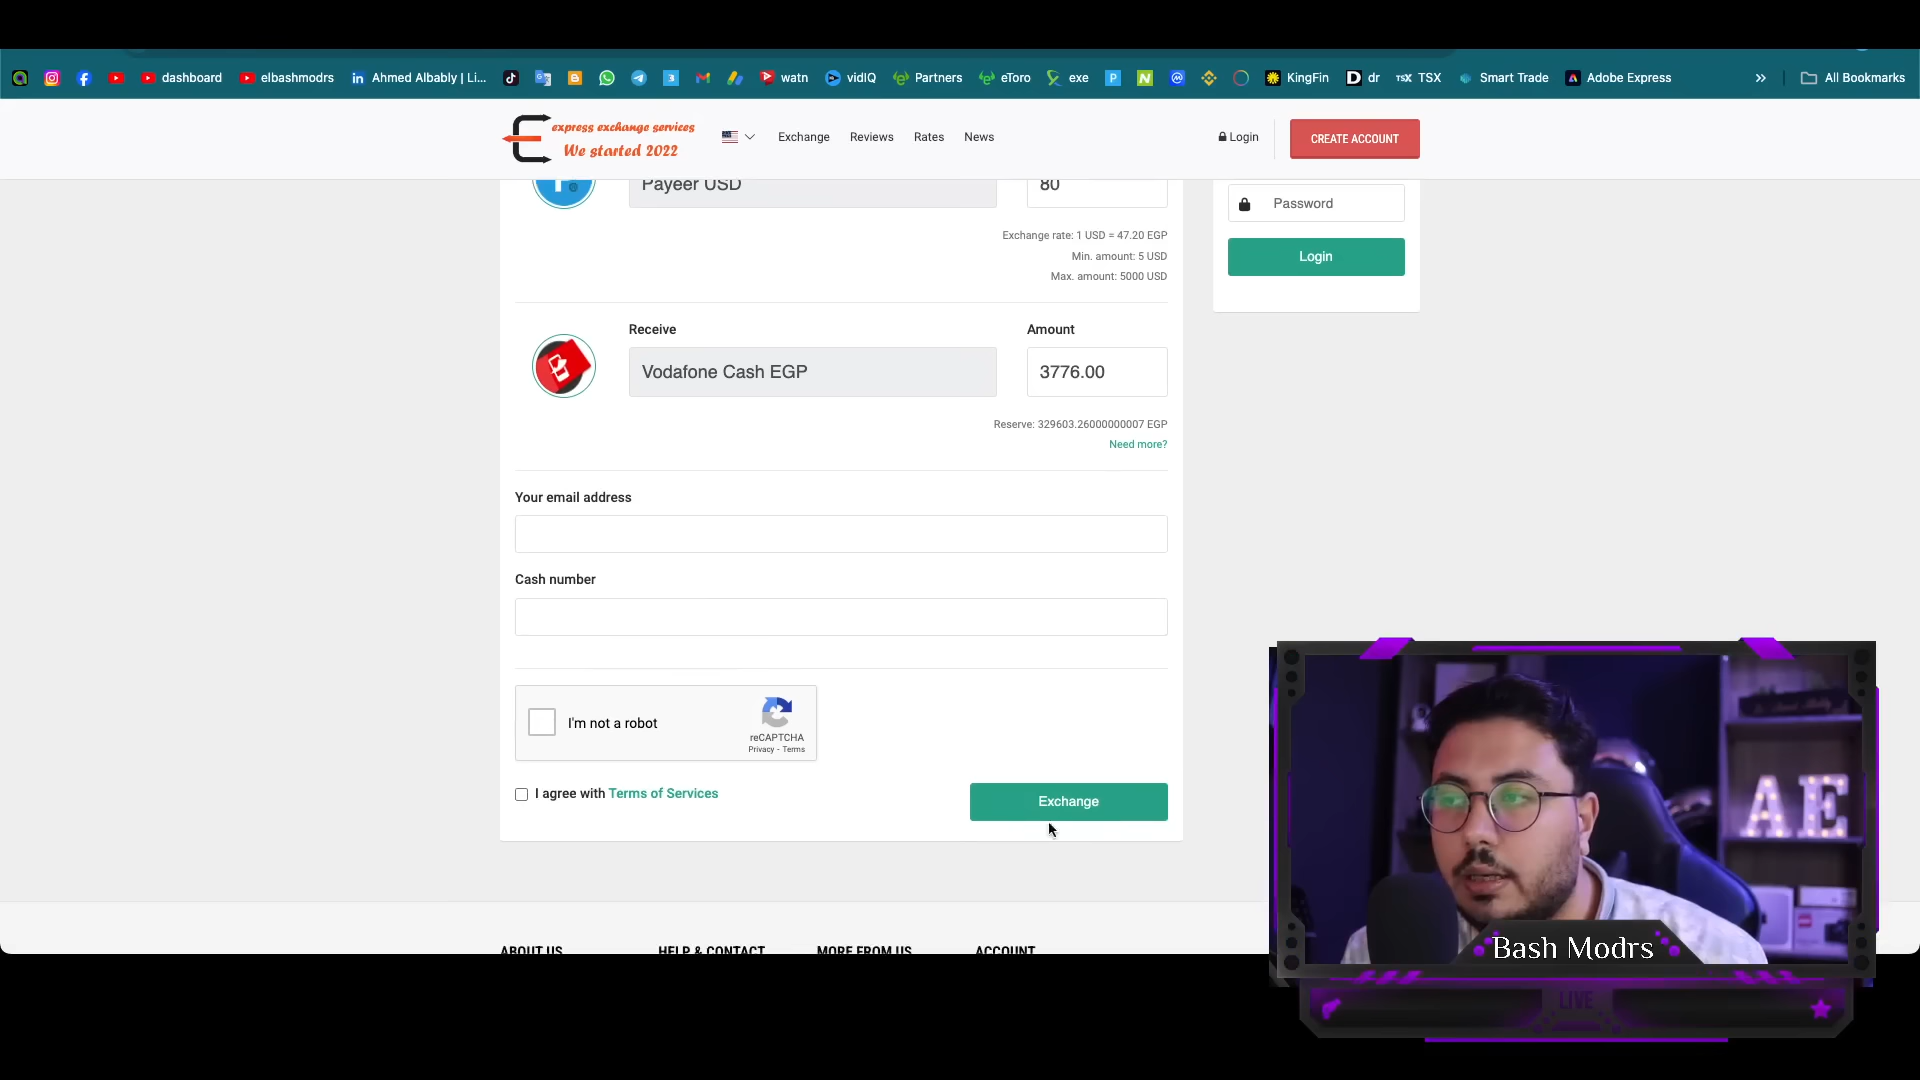 dashboard
elbashmodrs
Ahmed Albably | Li...
watn
vidIQ
Partners
eToro
exe
KingFin
dr
TSX TSX
Smart Trade
Adobe Express
All Bookmarks
express exchange services
We started 2022
Exchange
Reviews
Rates
News
Login
CREATE ACCOUNT
Payeer USD
80
Password
Exchange rate: 1 USD = 47.20 EGP
Min. amount: 5 USD
Max. amount: 5000 USD
Login
Receive
Amount
Vodafone Cash EGP
3776.00
Reserve: 329603.26000000007 EGP
Need more?
Your email address
Cash number
I'm not a robot
reCAPTCHA
Privacy - Terms
I agree with Terms of Services
Exchange
ABOUT US
HELP & CONTACT
MORE FROM US
ACCOUNT
AE
Bash Modrs
LIVE